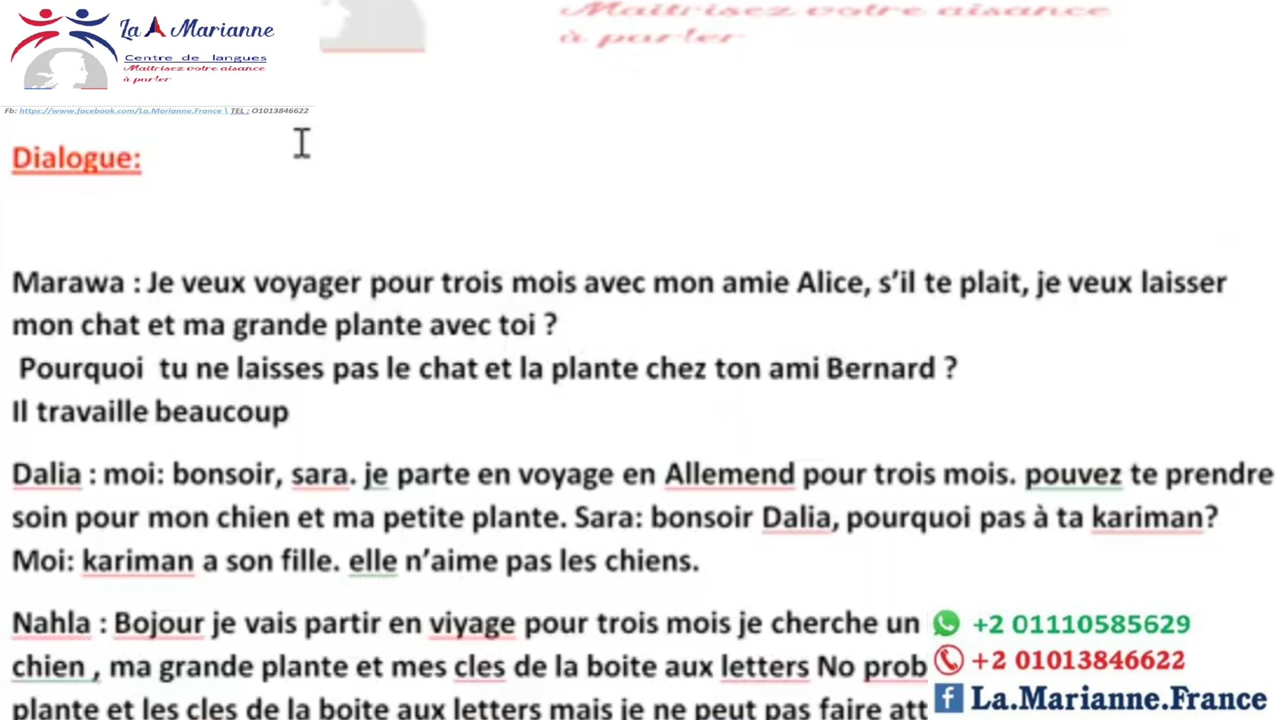 La Marianne
Centre de langues
Maitrisez votre aisance
à parler
Maitrisez votre aisance
à parler
Fb: https://www.facebook.com/La.Marianne.France \ TEL : 01013846622
Dialogue:
Marawa : Je veux voyager pour trois mois avec mon amie Alice, s'il te plait, je veux laisser
mon chat et ma grande plante avec toi ?
Pourquoi tu ne laisses pas le chat et la plante chez ton ami Bernard ?
Il travaille beaucoup
Dalia : moi: bonsoir, sara. je parte en voyage en Allemend pour trois mois. pouvez te prendre
soin pour mon chien et ma petite plante. Sara: bonsoir Dalia, pourquoi pas à ta kariman?
Moi: kariman a son fille. elle n'aime pas les chiens.
Nahla : Bojour je vais partir en viyage pour trois mois je cherche un
chien , ma grande plante et mes cles de la boite aux letters No prob
plante et les cles de la boite aux letters mais je ne peut pas faire att
+2 01110585629
+2 01013846622
La.Marianne.France